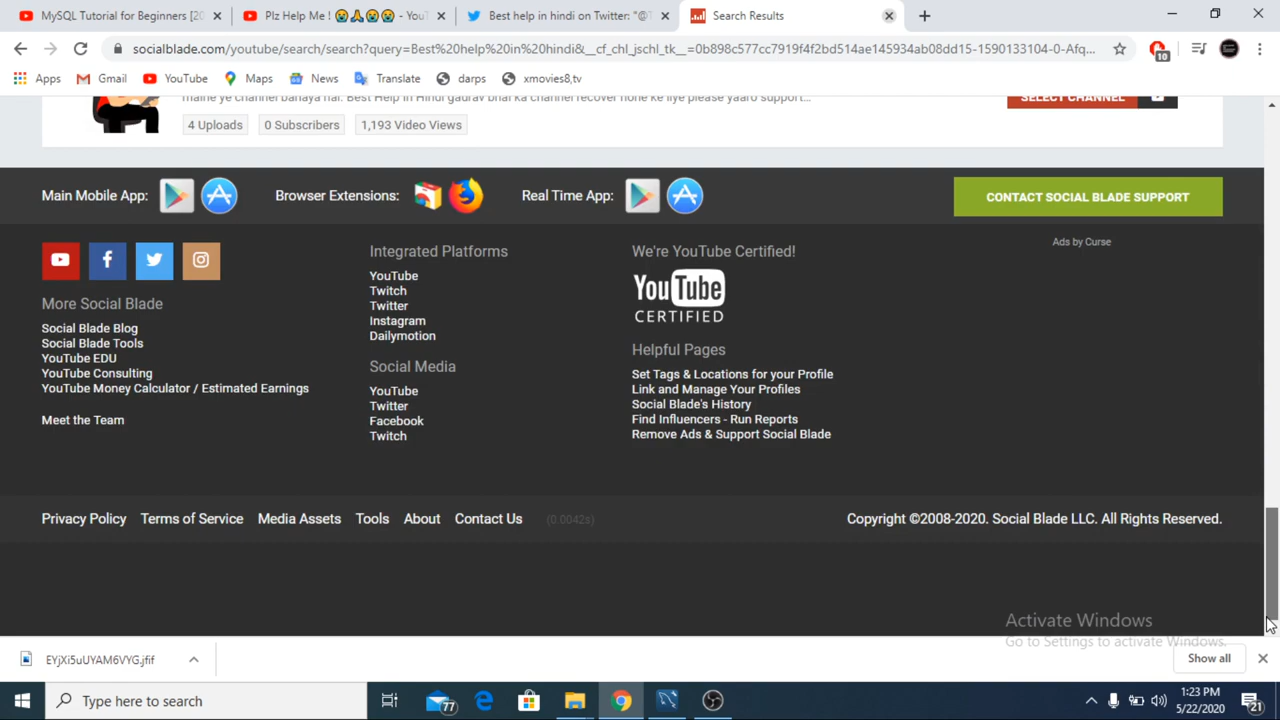 MySQL Tutorial for Beginners [20
Plz Help Me ! 😭🙏😭😭 - YouT
Best help in hindi on Twitter: "@T
Search Results
socialblade.com/youtube/search/search?query=Best%20help%20in%20hindi&__cf_chl_jschl_tk__=0b898c577cc7919f4f2bd514ae145934ab08dd15-1590133104-0-Afq...
10
Apps
Gmail
YouTube
Maps
News
Translate
darps
xmovies8,tv
maine ye channel banaya hai. Best Help In Hindi gaurav bhai ka channel recover hone ke liye please yaaro support...
SELECT CHANNEL
4 Uploads
0 Subscribers
1,193 Video Views
Main Mobile App:
Browser Extensions:
Real Time App:
CONTACT SOCIAL BLADE SUPPORT
Ads by Curse
More Social Blade
Social Blade Blog
Social Blade Tools
YouTube EDU
YouTube Consulting
YouTube Money Calculator / Estimated Earnings
Meet the Team
Integrated Platforms
YouTube
Twitch
Twitter
Instagram
Dailymotion
Social Media
YouTube
Twitter
Facebook
Twitch
We're YouTube Certified!
YouTube
CERTIFIED
Helpful Pages
Set Tags & Locations for your Profile
Link and Manage Your Profiles
Social Blade's History
Find Influencers - Run Reports
Remove Ads & Support Social Blade
Privacy Policy
Terms of Service
Media Assets
Tools
About
Contact Us
(0.0042s)
Copyright ©2008-2020. Social Blade LLC. All Rights Reserved.
Activate Windows
Go to Settings to activate Windows.
EYjXi5uUYAM6VYG.jfif
Show all
Type here to search
77
1:23 PM
5/22/2020
21